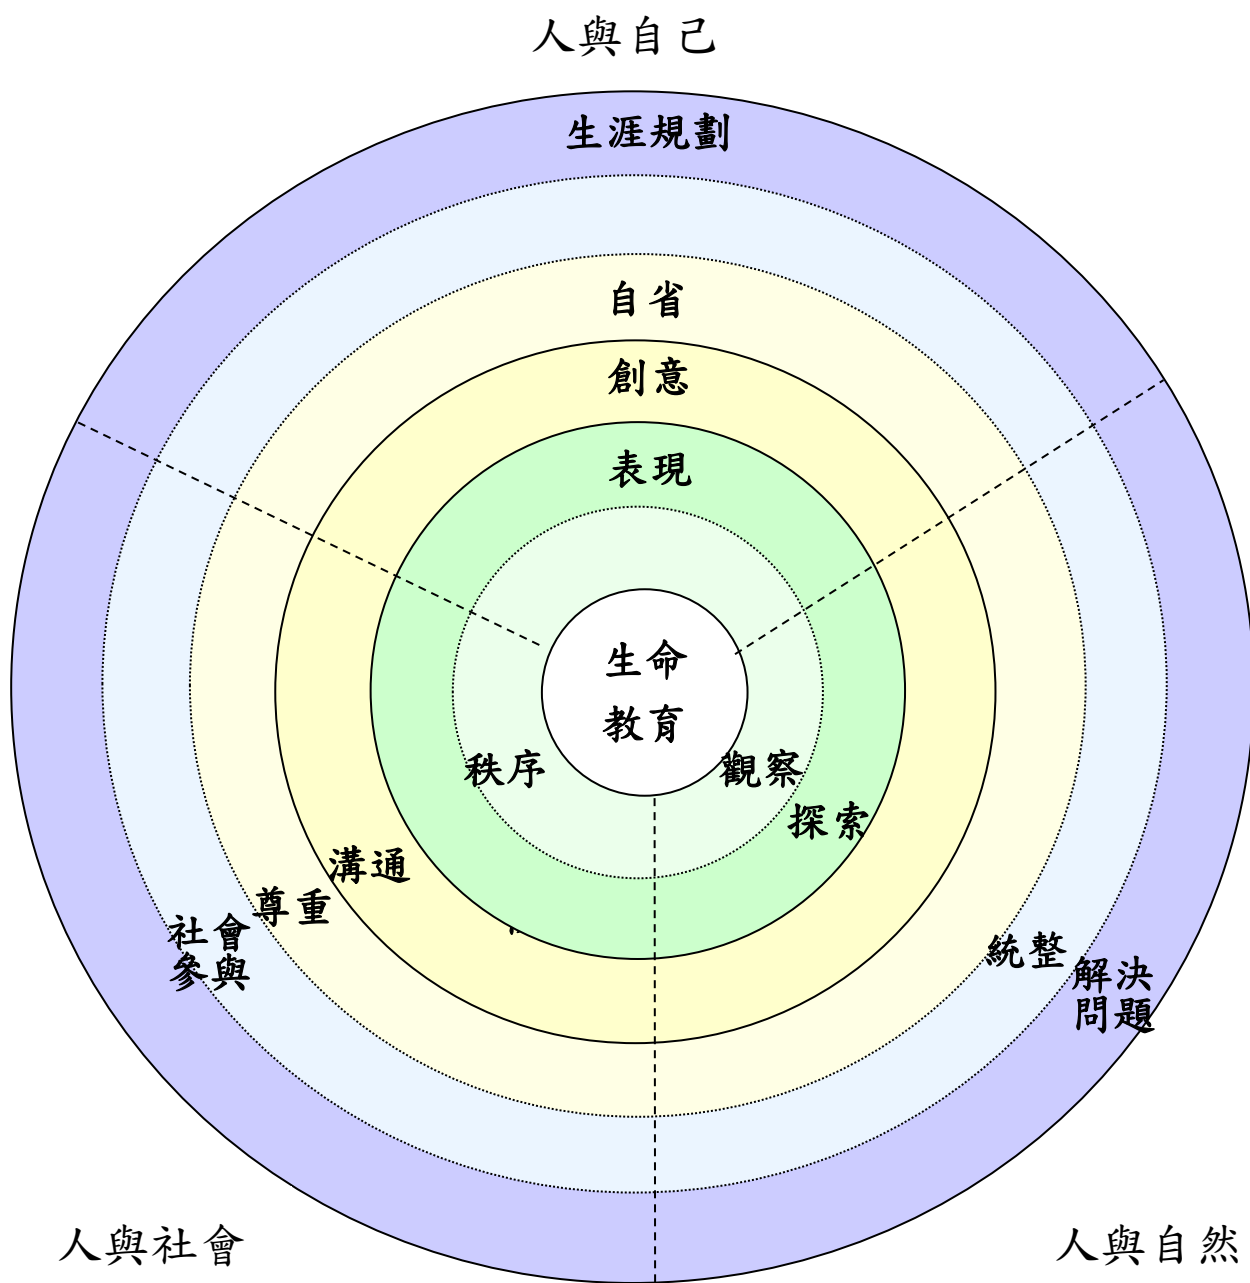 人與自己
生涯規劃
自省
創意
表現
生命
教育
秩序
觀察
探索
溝通
尊重
社會
參與
統整
解決
問題
人與社會
人與自然